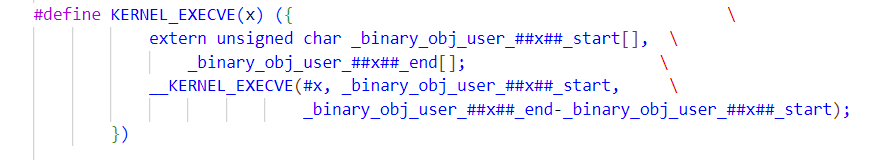 #define KERNEL_EXECVE(x) ({ \
extern unsigned char _binary_obj_user_##x##_start[], \
_binary_obj_user_##x##_end[]; \
__KERNEL_EXECVE(#x, _binary_obj_user_##x##_start, \
_binary_obj_user_##x##_end-_binary_obj_user_##x##_start);
})